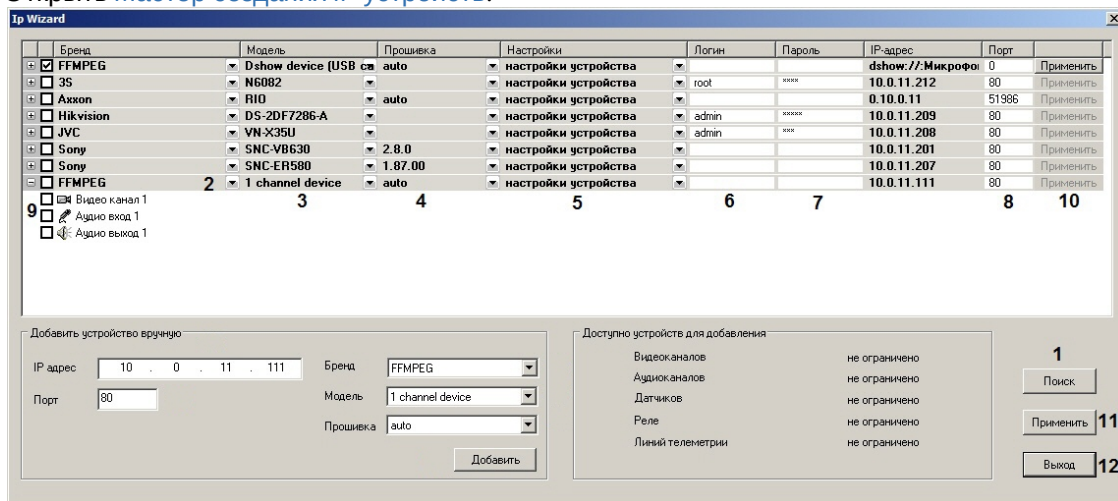 Открыть Мастер создания IP-устройств.
Ip Wizard
Бренд Модель Прошивка Настройки Логин Пароль IP-адрес Порт
FFMPEG Dshow device (USB ca auto настройки устройства dshow://:Микрофо 0 Применить
3S N6082 настройки устройства root **** 10.0.11.212 80 Применить
Axxon RIO auto настройки устройства 0.10.0.11 51986 Применить
Hikvision DS-2DF7286-A настройки устройства admin ***** 10.0.11.209 80 Применить
JVC VN-X35U настройки устройства admin *** 10.0.11.208 80 Применить
Sony SNC-VB630 2.8.0 настройки устройства 10.0.11.201 80 Применить
Sony SNC-ER580 1.87.00 настройки устройства 10.0.11.207 80 Применить
FFMPEG 2 1 channel device auto настройки устройства 10.0.11.111 80 Применить
Видео канал 1 3 4 5 6 7 8 10
9 Аудио вход 1
Аудио выход 1
Добавить устройство вручную
IP адрес 10 . 0 . 11 . 111
Порт 80
Бренд FFMPEG
Модель 1 channel device
Прошивка auto
Добавить
Доступно устройств для добавления
Видеоканалов не ограничено
Аудиоканалов не ограничено
Датчиков не ограничено
Реле не ограничено
Линий телеметрии не ограничено
1
Поиск
Применить 11
Выход 12